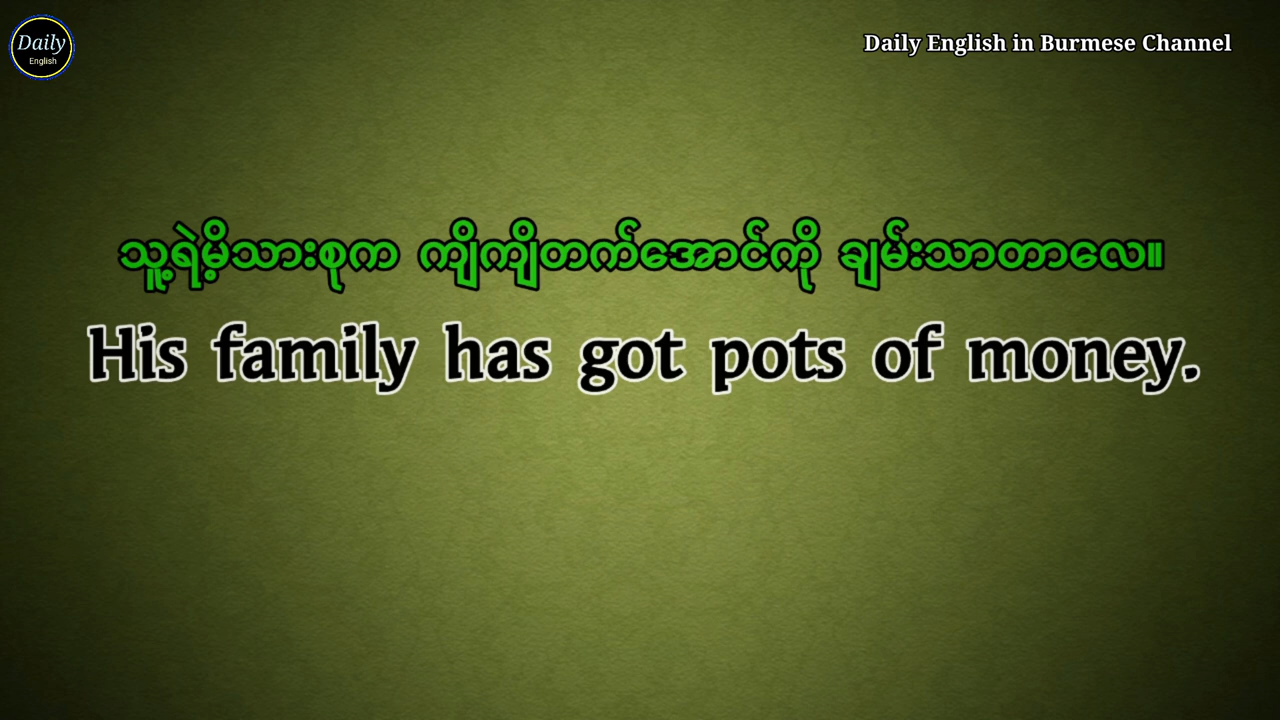 Daily
English
Daily English in Burmese Channel
သူ့ရဲမိ့သားစုက ကျိကျိတက်အောင်ကို ချမ်းသာတာလေ။
His family has got pots of money.